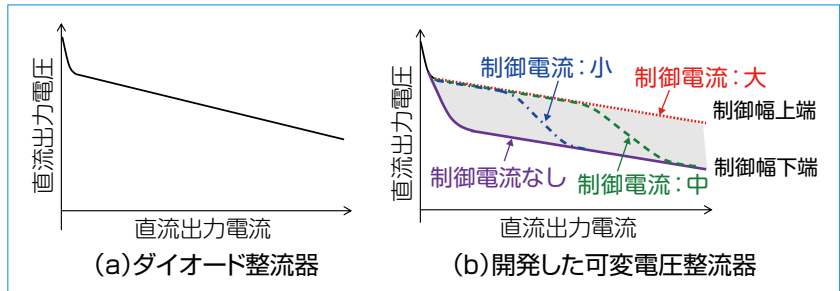 直流出力電圧
直流出力電流
(a)ダイオード整流器
制御電流:小
制御電流:大
制御幅上端
制御幅下端
制御電流なし
制御電流:中
直流出力電圧
直流出力電流
(b)開発した可変電圧整流器